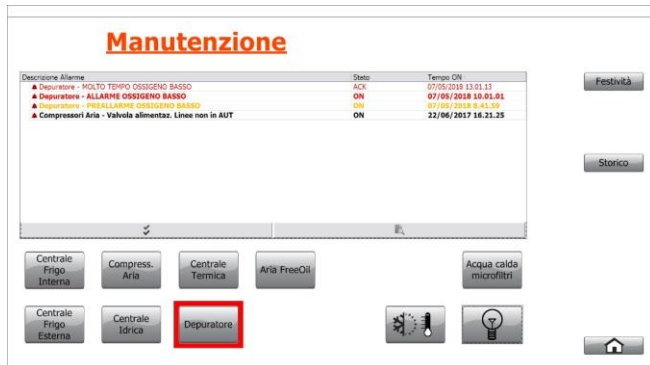 Manutenzione
Descrizione Allarme Stato Tempo ON
Depuratore - MOLTO TEMPO OSSIGENO BASSO ACK 07/05/2018 13.01.13
Depuratore - ALLARME OSSIGENO BASSO ON 07/05/2018 10.01.01
Depuratore - PREALLARME OSSIGENO BASSO ON 07/05/2018 8.41.59
Compressori Aria - Valvola alimentaz. Linee non in AUT ON 22/06/2017 16.21.25
Festività
Storico
Centrale
Frigo
Interna
Compress.
Aria
Centrale
Termica
Aria FreeOil
Acqua calda
microfiltri
Centrale
Frigo
Esterna
Centrale
Idrica
Depuratore